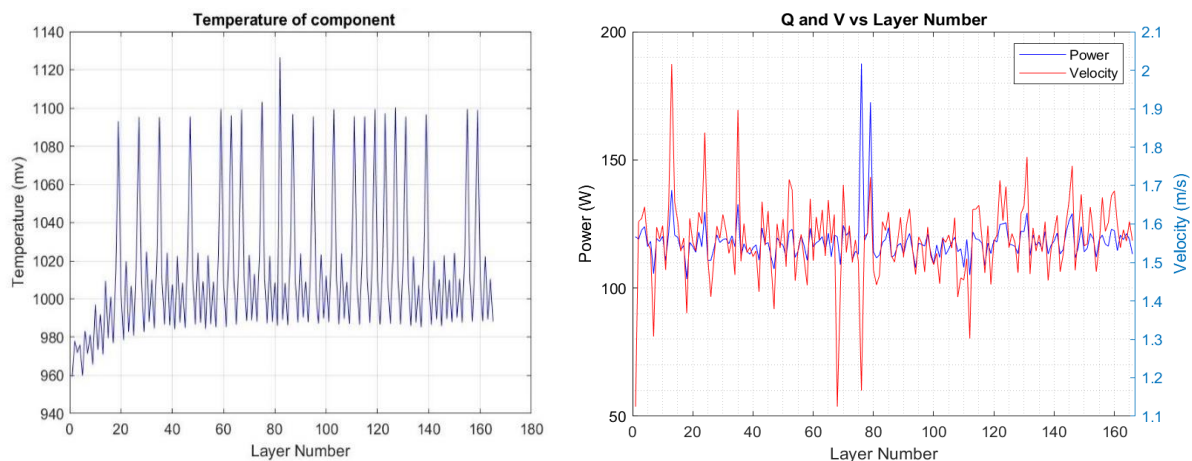 Temperature of component
1140
1120
1100
1080
1060
1040
1020
1000
980
960
940
Temperature (mv)
0 20 40 60 80 100 120 140 160 180
Layer Number
Q and V vs Layer Number
200
150
100
50
Power (W)
Power
Velocity
2.1
2
1.9
1.8
1.7
1.6
1.5
1.4
1.3
1.2
1.1
Velocity (m/s)
0 20 40 60 80 100 120 140 160
Layer Number